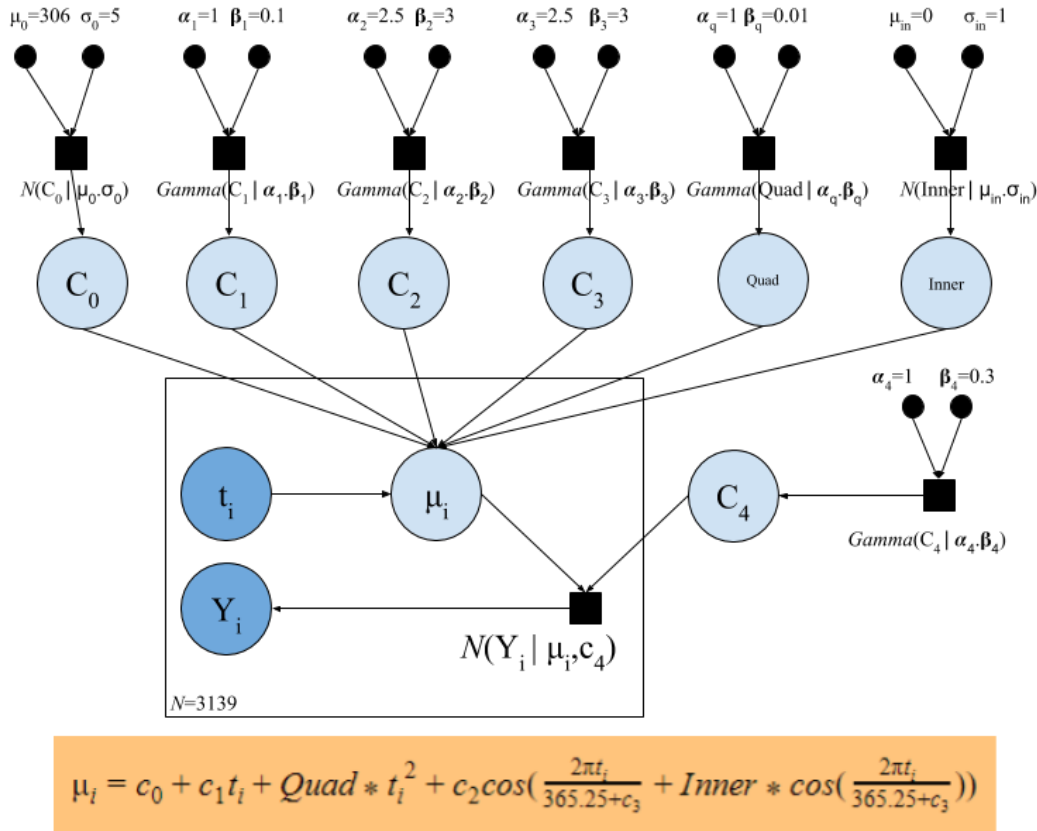 μ₀=306 σ₀=5 𝛂₁=1 𝛃₁=0.1 𝛂₂=2.5 𝛃₂=3 𝛂₃=2.5 𝛃₃=3 𝛂q=1 𝛃q=0.01 μin=0 σin=1
N(C₀ | μ₀.σ₀) Gamma(C₁ | 𝛂₁.𝛃₁) Gamma(C₂ | 𝛂₂.𝛃₂) Gamma(C₃ | 𝛂₃.𝛃₃) Gamma(Quad | 𝛂q.𝛃q) N(Inner | μin.σin)
C₀ C₁ C₂ C₃ Quad Inner
𝛂₄=1 𝛃₄=0.3
tᵢ μᵢ C₄
Gamma(C₄ | 𝛂₄.𝛃₄)
Yᵢ
N(Yᵢ | μᵢ,c₄)
N=3139
μᵢ = c₀ + c₁tᵢ + Quad * tᵢ² + c₂cos(2πtᵢ/365.25+c₃ + Inner * cos(2πtᵢ/365.25+c₃))